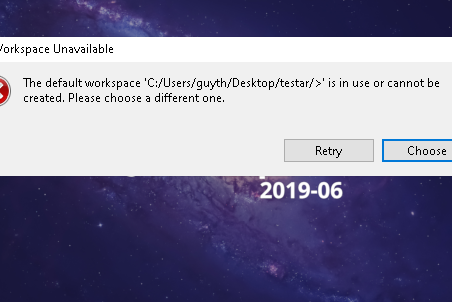 Workspace Unavailable
The default workspace 'C:/Users/guyth/Desktop/testar/>' is in use or cannot be
created. Please choose a different one.
Retry
Choose
2019-06